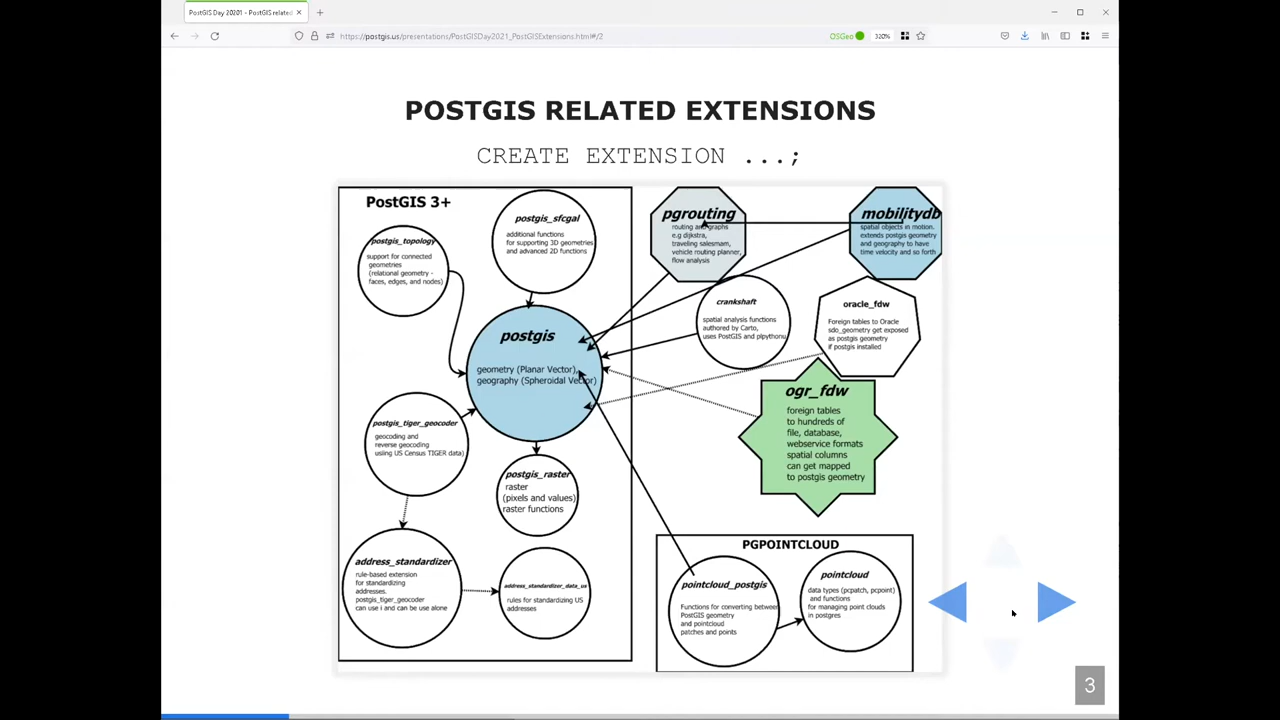 PostGIS Day 20201 - PostGIS related
https://postgis.us/presentations/PostGISDay2021_PostGISExtensions.html#/2
OSGeo
320%
POSTGIS RELATED EXTENSIONS
CREATE EXTENSION ...;
PostGIS 3+
postgis_sfcgal
additional functions
for supporting 3D geometries
and advanced 2D functions
postgis_topology
support for connected
geometries
(relational geometry -
faces, edges, and nodes)
postgis
geometry (Planar Vector),
geography (Spheroidal Vector)
postgis_tiger_geocoder
geocoding and
reverse geocoding
using US Census TIGER data)
postgis_raster
raster
(pixels and values)
raster functions
address_standardizer
rule-based extension
for standardizing
addresses.
postgis_tiger_geocoder
can use i and can be use alone
address_standardizer_data_us
rules for standardizing US
addresses
pgrouting
routing and graphs
e.g dijkstra,
traveling salesmam,
vehicle routing planner,
flow analysis
mobilitydb
spatial objects in motion.
extends postgis geometry
and geography to have
time velocity and so forth
crankshaft
spatial analysis functions
authored by Carto,
uses PostGIS and plpythonu
oracle_fdw
Foreign tables to Oracle
sdo_geometry get exposed
as postgis geometry
if postgis installed
ogr_fdw
foreign tables
to hundreds of
file, database,
webservice formats
spatial columns
can get mapped
to postgis geometry
PGPOINTCLOUD
pointcloud_postgis
Functions for converting between
PostGIS geometry
and pointcloud
patches and points
pointcloud
data types (pcpatch, pcpoint)
and functions
for managing point clouds
in postgres
3